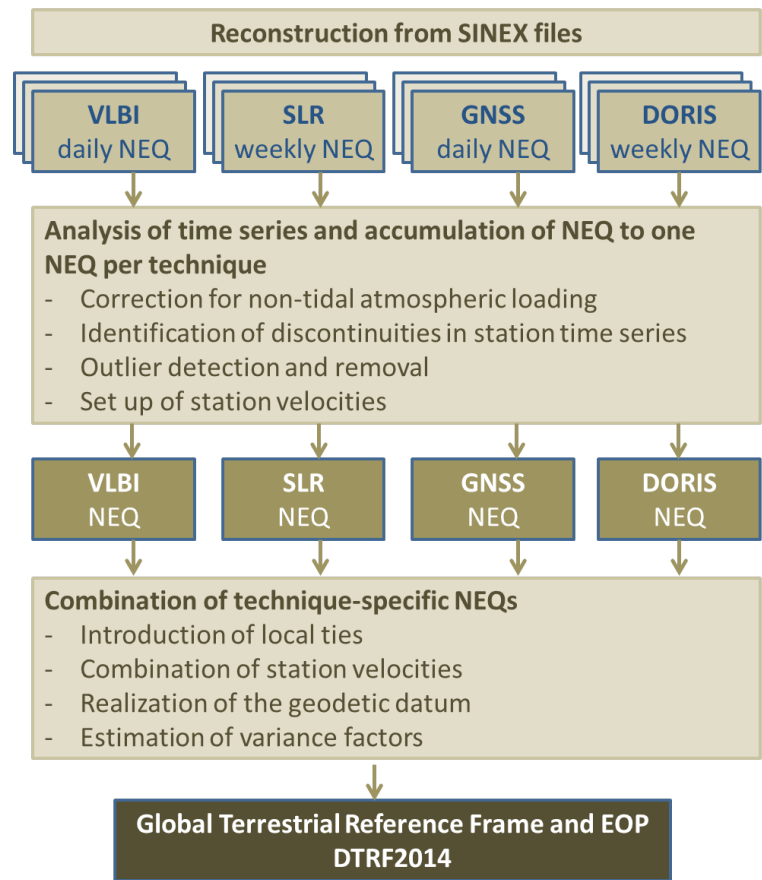 Reconstruction from SINEX files
VLBI
daily NEQ
SLR
weekly NEQ
GNSS
daily NEQ
DORIS
weekly NEQ
Analysis of time series and accumulation of NEQ to one
NEQ per technique
- Correction for non-tidal atmospheric loading
- Identification of discontinuities in station time series
- Outlier detection and removal
- Set up of station velocities
VLBI
NEQ
SLR
NEQ
GNSS
NEQ
DORIS
NEQ
Combination of technique-specific NEQs
- Introduction of local ties
- Combination of station velocities
- Realization of the geodetic datum
- Estimation of variance factors
Global Terrestrial Reference Frame and EOP
DTRF2014